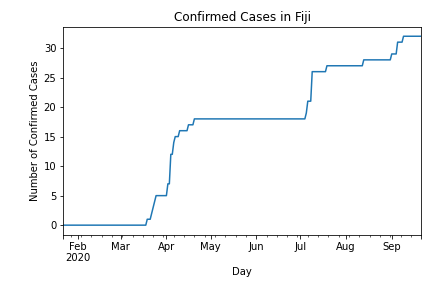 Confirmed Cases in Fiji
Number of Confirmed Cases
30
25
20
15
10
5
0
Feb Mar Apr May Jun Jul Aug Sep
2020
Day